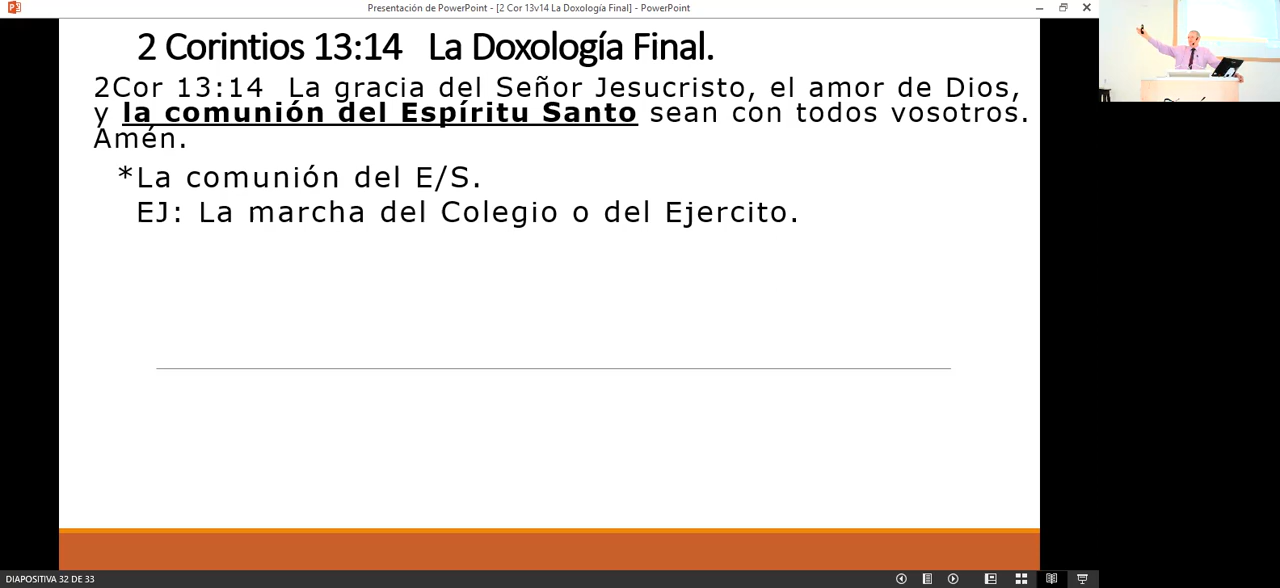 Presentación de PowerPoint - [2 Cor 13v14 La Doxología Final] - PowerPoint
2 Corintios 13:14 La Doxología Final.
2Cor 13:14 La gracia del Señor Jesucristo, el amor de Dios,
y la comunión del Espíritu Santo sean con todos vosotros.
Amén.
*La comunión del E/S.
EJ: La marcha del Colegio o del Ejercito.
DIAPOSITIVA 32 DE 33